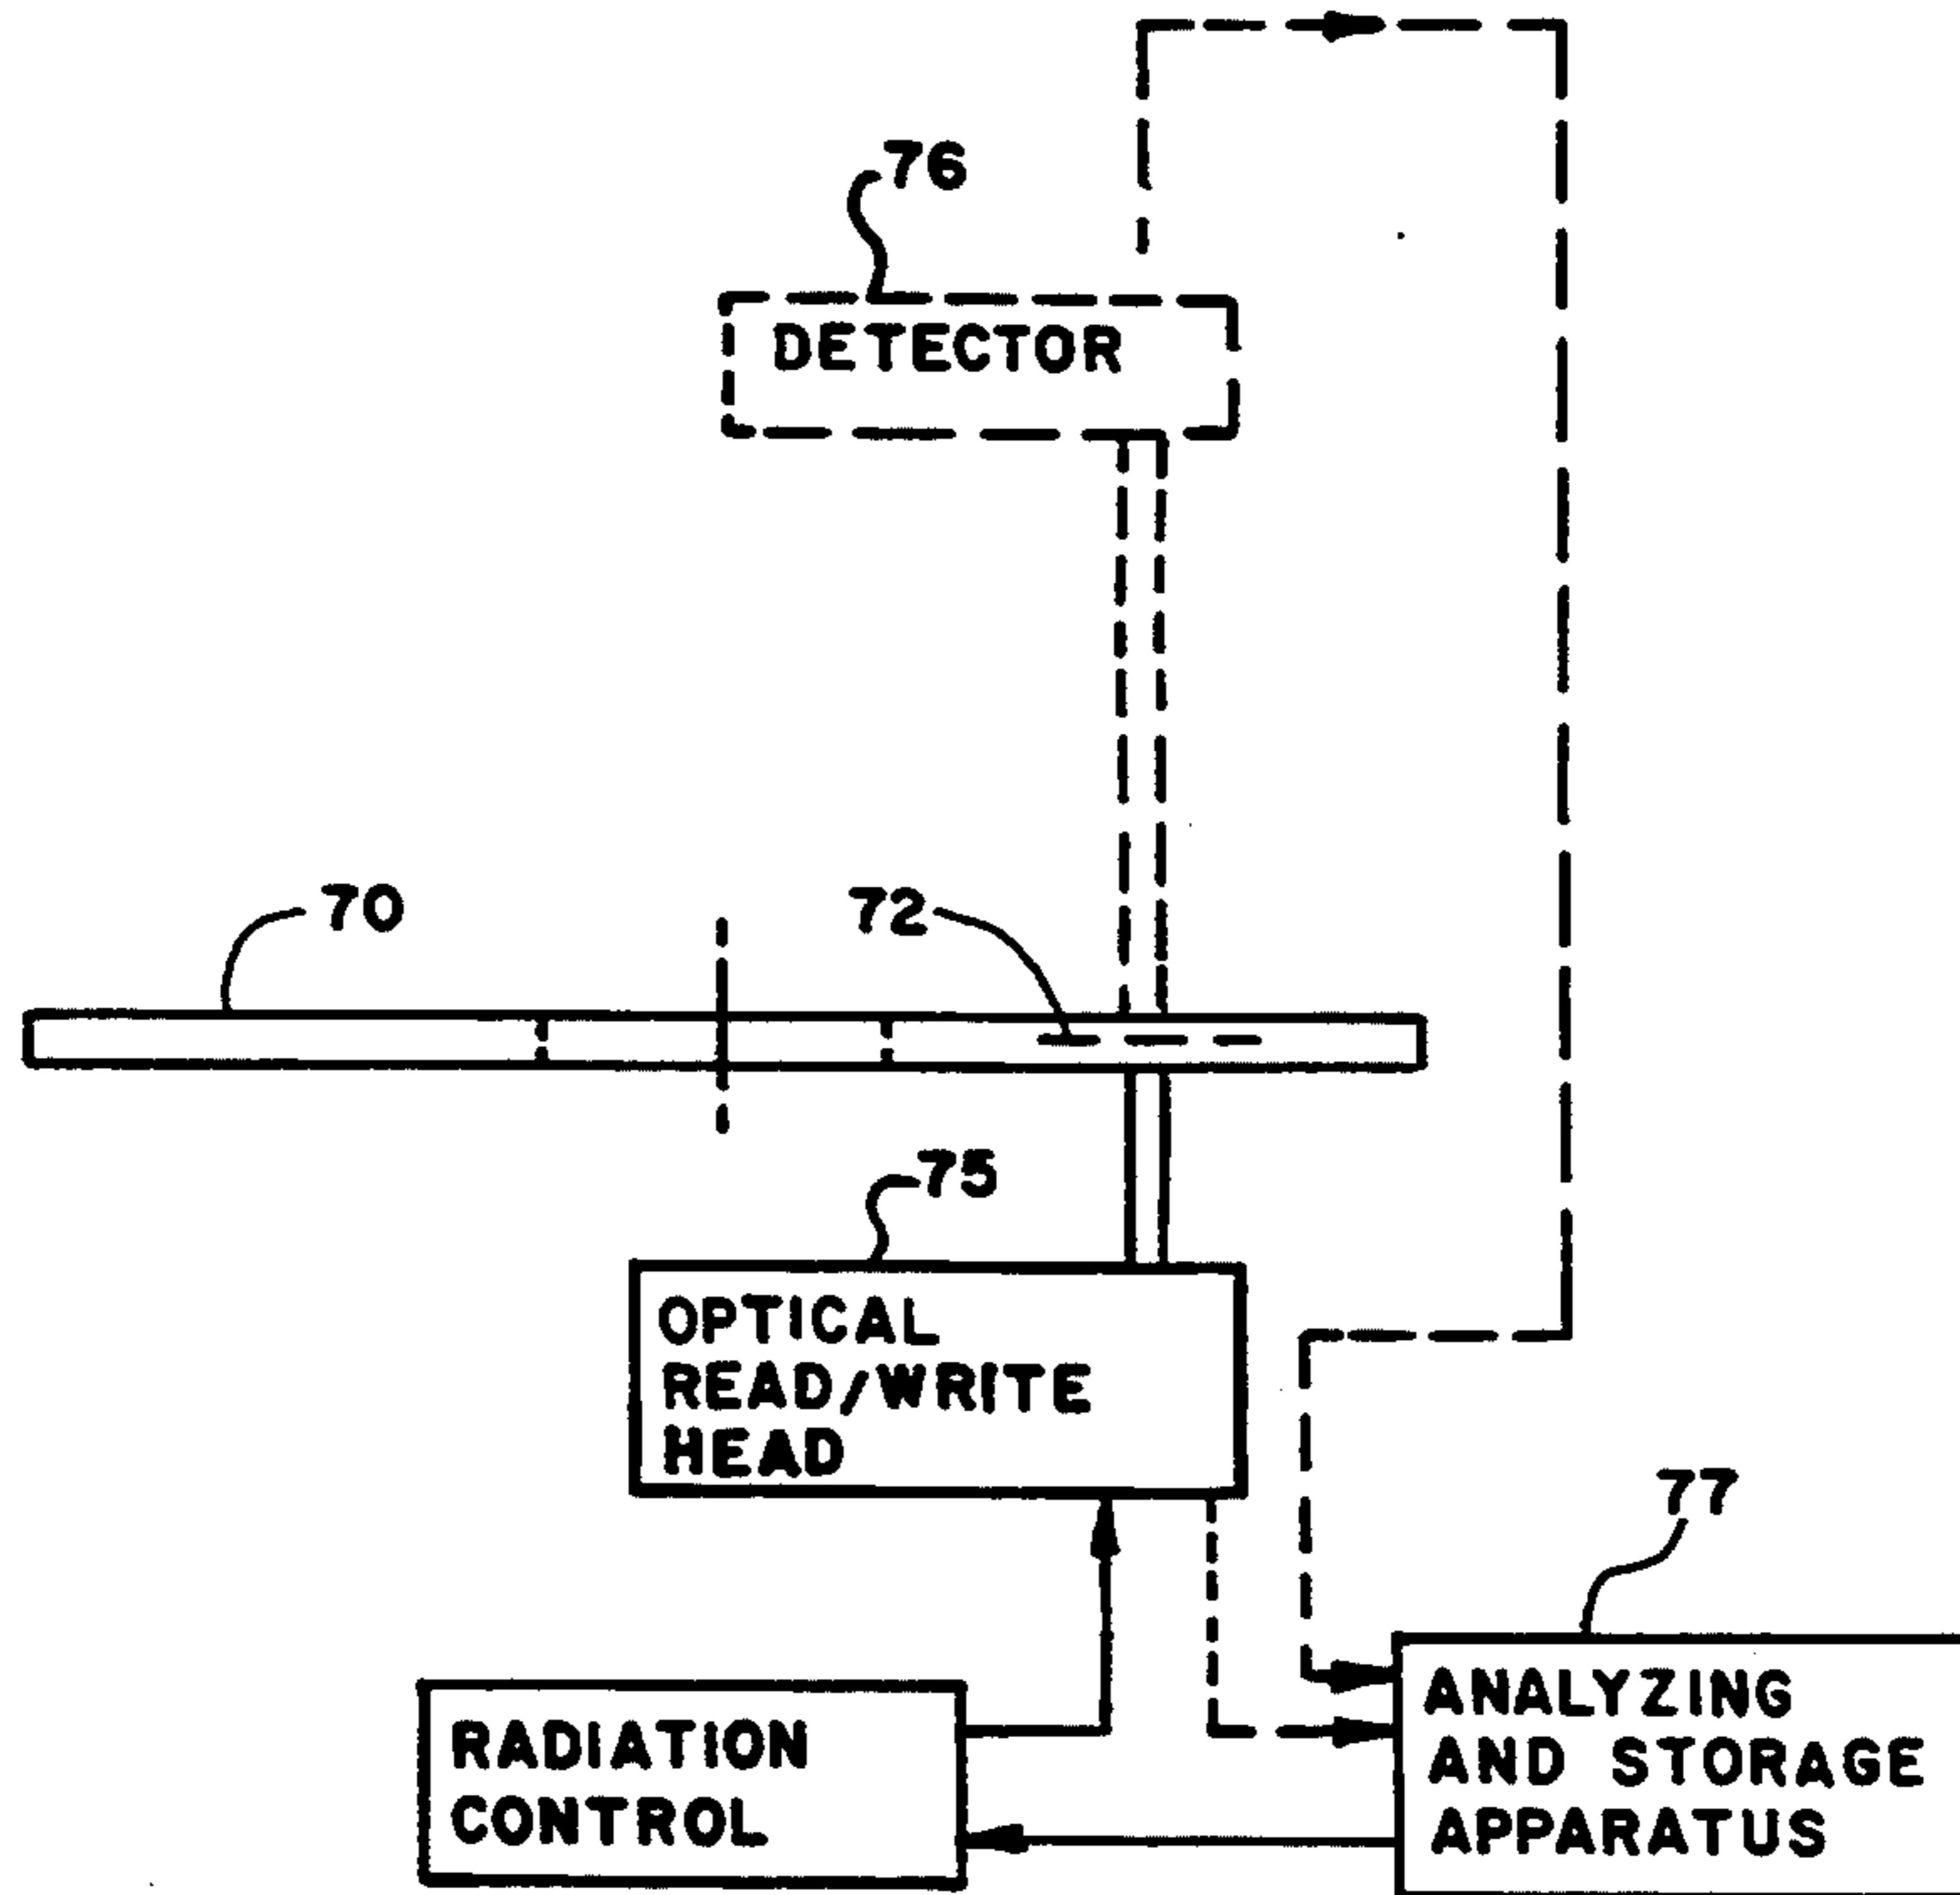 76
DETECTOR
70
72
75
OPTICAL
READ/WRITE
HEAD
77
RADIATION
CONTROL
ANALYZING
AND STORAGE
APPARATUS